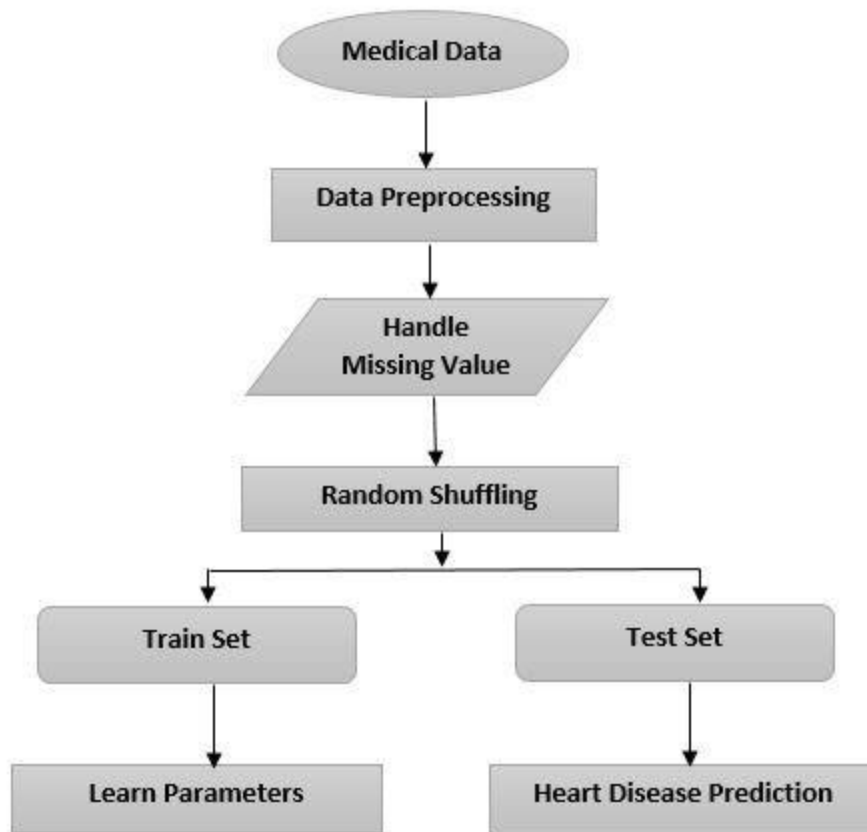 Medical Data
Data Preprocessing
Handle
Missing Value
Random Shuffling
Train Set
Test Set
Learn Parameters
Heart Disease Prediction